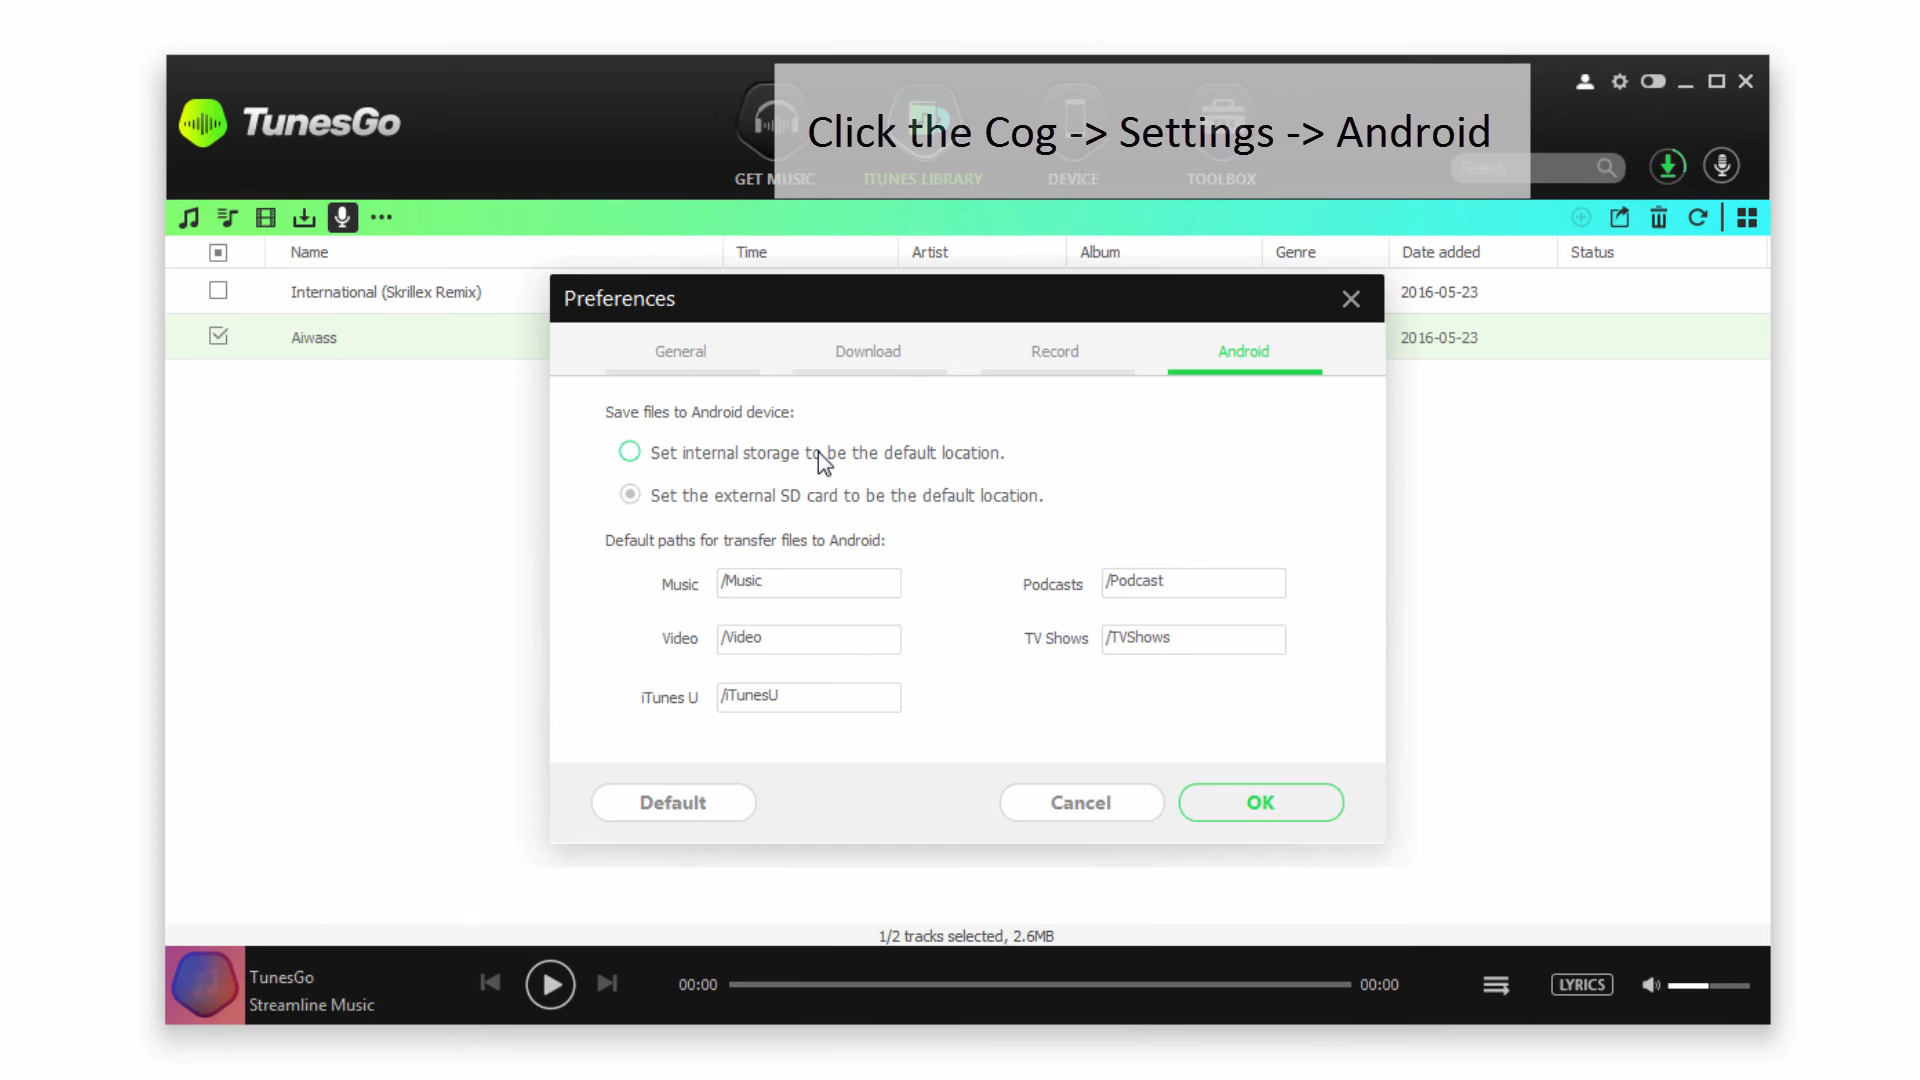 TunesGo
Click the Cog -> Settings -> Android
GET MUSIC
ITUNES LIBRARY
DEVICE
TOOLBOX
Search
Name
Time
Artist
Album
Genre
Date added
Status
International (Skrillex Remix)
2016-05-23
Aiwass
2016-05-23
Preferences
General
Download
Record
Android
Save files to Android device:
Set internal storage to be the default location.
Set the external SD card to be the default location.
Default paths for transfer files to Android:
Music /Music
Podcasts /Podcast
Video /Video
TV Shows /TVShows
iTunes U /iTunesU
Default
Cancel
OK
1/2 tracks selected, 2.6MB
TunesGo
Streamline Music
00:00
00:00
LYRICS